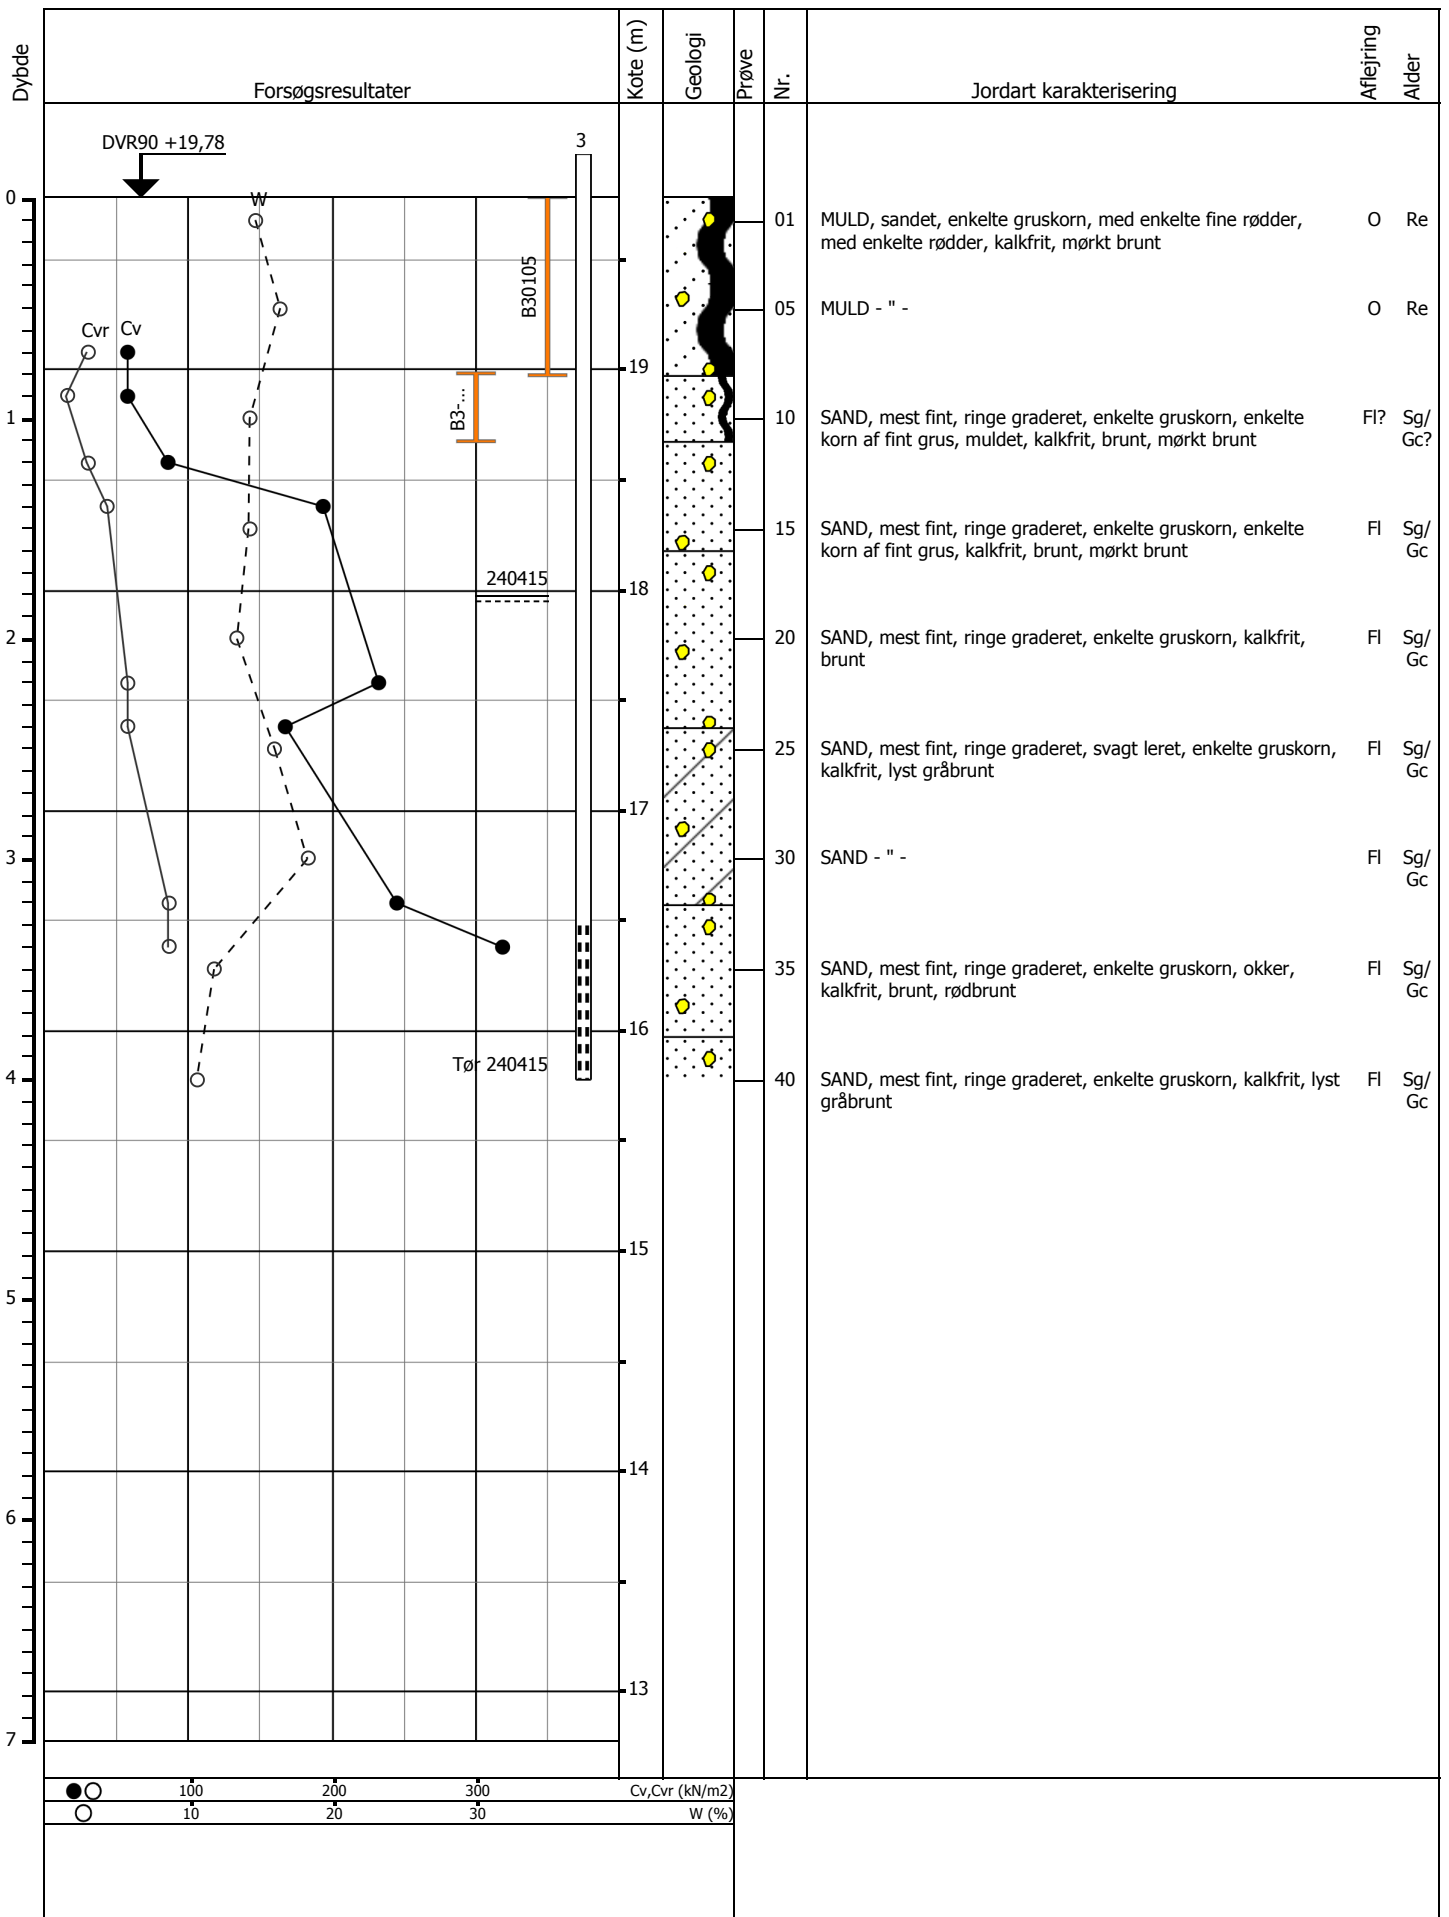 Dybde
Forsøgsresultater
Kote (m)
Geologi
Prøve
Nr.
Jordart karakterisering
Aflejring
Alder
DVR90 +19,78
3
0
W
B30105
01 MULD, sandet, enkelte gruskorn, med enkelte fine rødder, O Re
med enkelte rødder, kalkfrit, mørkt brunt
05 MULD - " - O Re
Cvr Cv
19
B3-...
1
10 SAND, mest fint, ringe graderet, enkelte gruskorn, enkelte Fl? Sg/
korn af fint grus, muldet, kalkfrit, brunt, mørkt brunt Gc?
15 SAND, mest fint, ringe graderet, enkelte gruskorn, enkelte Fl Sg/
korn af fint grus, kalkfrit, brunt, mørkt brunt Gc
240415
18
2
20 SAND, mest fint, ringe graderet, enkelte gruskorn, kalkfrit, Fl Sg/
brunt Gc
25 SAND, mest fint, ringe graderet, svagt leret, enkelte gruskorn, Fl Sg/
kalkfrit, lyst gråbrunt Gc
17
3
30 SAND - " - Fl Sg/
Gc
35 SAND, mest fint, ringe graderet, enkelte gruskorn, okker, Fl Sg/
kalkfrit, brunt, rødbrunt Gc
16
Tør 240415
4
40 SAND, mest fint, ringe graderet, enkelte gruskorn, kalkfrit, lyst Fl Sg/
gråbrunt Gc
15
5
14
6
13
7
100 200 300 Cv,Cvr (kN/m2)
10 20 30 W (%)